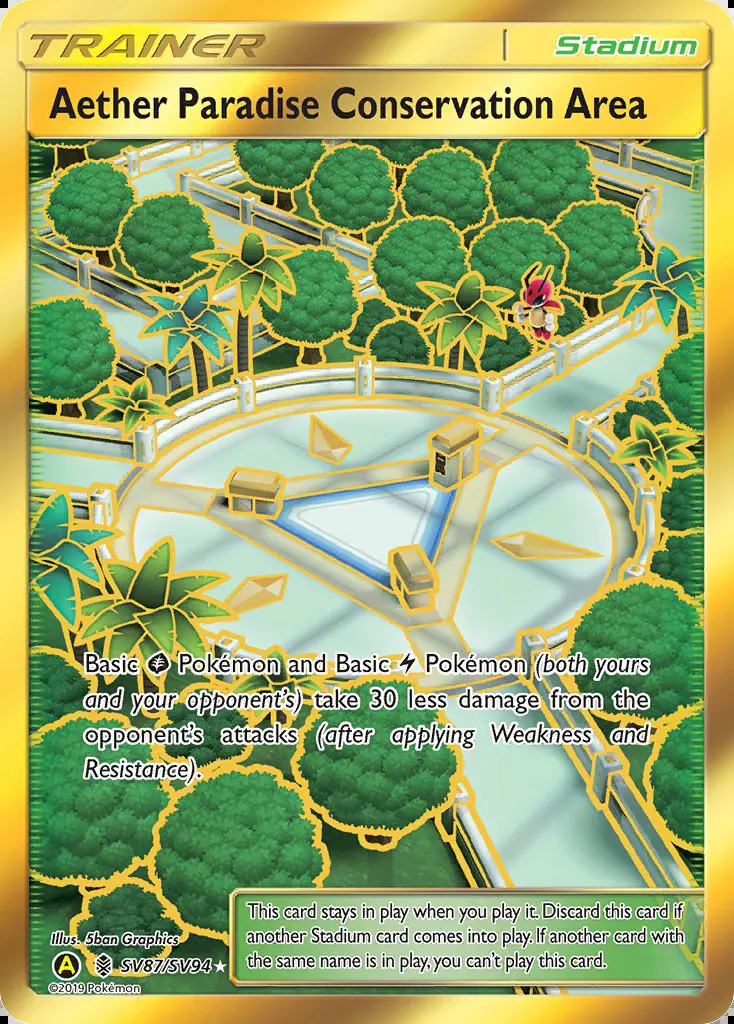 TRAINER
Stadium
Aether Paradise Conservation Area
Basic Pokémon and Basic Pokémon (both yours
and your opponent's) take 30 less damage from the
opponent's attacks (after applying Weakness and
Resistance).
This card stays in play when you play it. Discard this card if
another Stadium card comes into play. If another card with
the same name is in play, you can't play this card.
Illus. 5ban Graphics
A SV87/SV94
©2019 Pokémon